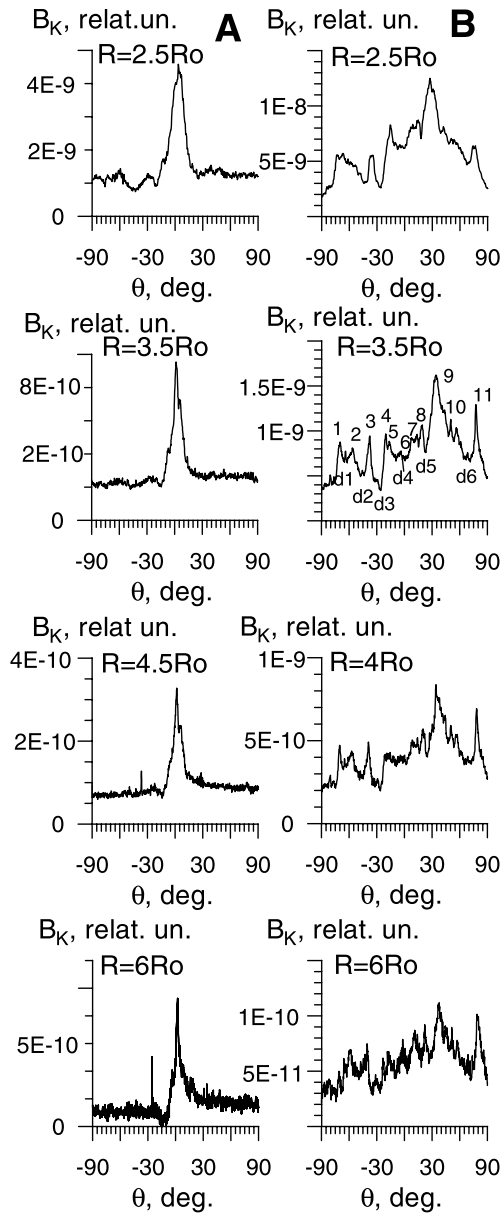 B_K, relat.un. A
R=2.5Ro
4E-9
2E-9
0
-90 -30 30 90
θ, deg.
B_K, relat. un. B
R=2.5Ro
1E-8
5E-9
-90 -30 30 90
θ, deg.
B_K, relat. un.
R=3.5Ro
8E-10
2E-10
0
-90 -30 30 90
θ, deg.
B_K, relat. un.
R=3.5Ro
1.5E-9
1E-9
1 2 3 4 5 6 7 8 9 10 11
d1 d2 d3 d4 d5 d6
-90 -30 30 90
θ, deg.
B_K, relat un.
R=4.5Ro
4E-10
2E-10
0
-90 -30 30 90
θ, deg.
B_K, relat. un.
R=4Ro
1E-9
5E-10
0
-90 -30 30 90
θ, deg.
B_K, relat. un.
R=6Ro
5E-10
0
-90 -30 30 90
θ, deg.
B_K, relat. un.
R=6Ro
1E-10
5E-11
-90 -30 30 90
θ, deg.